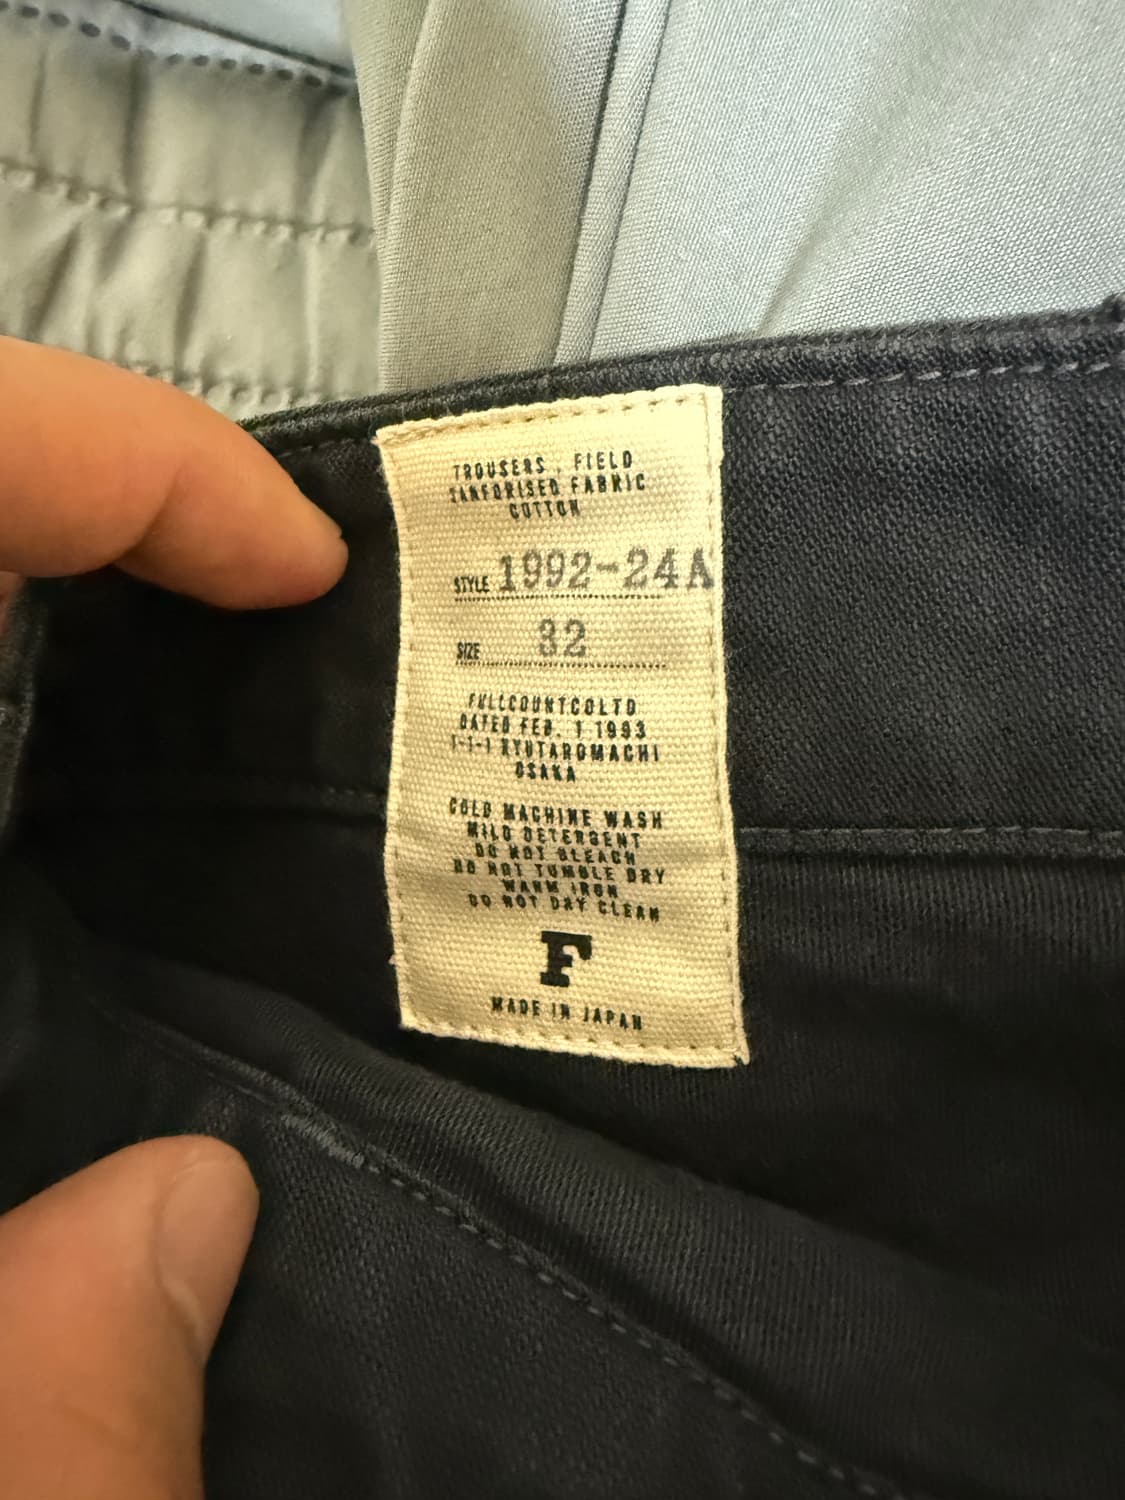 TROUSERS, FIELD
SANFORISED FABRIC
COTTON
STYLE 1992-24A
SIZE 32
FULLCOUNTCOLTD
DATED FEB. 1 1993
1-1-1 RYUTAROMACHI
OSAKA
COLD MACHINE WASH
MILD DETERGENT
DO NOT BLEACH
DO NOT TUMBLE DRY
WARM IRON
DO NOT DRY CLEAN
F
MADE IN JAPAN